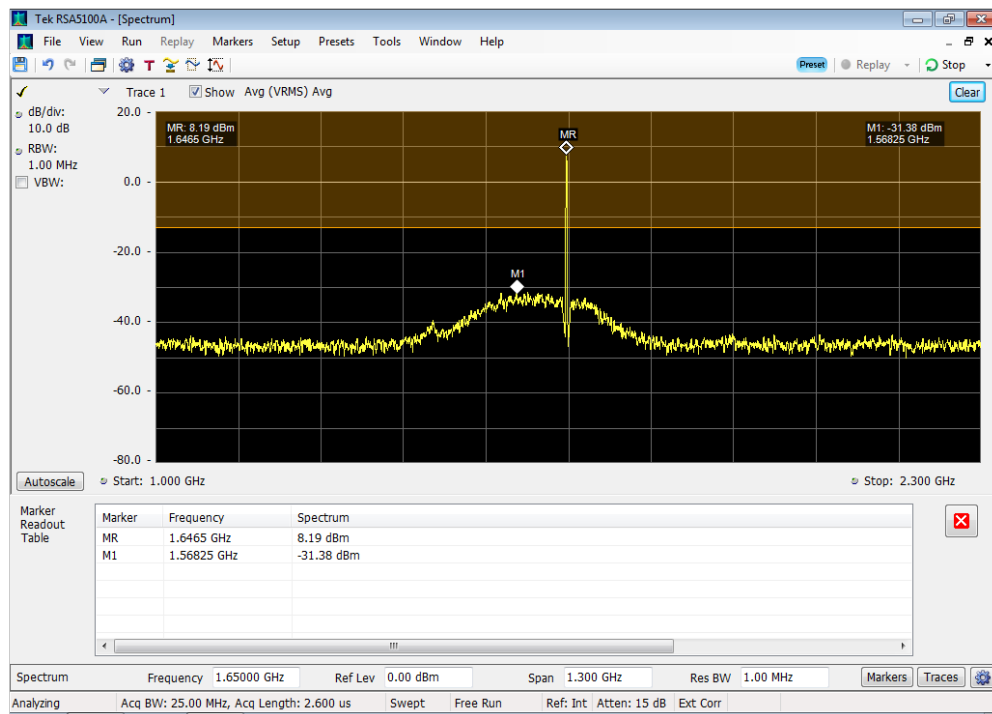 Tek RSA5100A - [Spectrum]
File View Run Replay Markers Setup Presets Tools Window Help
T Preset Replay Stop
Trace 1 Show Avg (VRMS) Avg Clear
dB/div:
10.0 dB
RBW:
1.00 MHz
VBW:
20.0 -
0.0 -
-20.0 -
-40.0 -
-60.0 -
-80.0 -
MR: 8.19 dBm
1.6465 GHz
MR
M1: -31.38 dBm
1.56825 GHz
M1
Autoscale Start: 1.000 GHz Stop: 2.300 GHz
Marker
Readout
Table
Marker Frequency Spectrum
MR 1.6465 GHz 8.19 dBm
M1 1.56825 GHz -31.38 dBm
Spectrum Frequency 1.65000 GHz Ref Lev 0.00 dBm Span 1.300 GHz Res BW 1.00 MHz Markers Traces
Analyzing Acq BW: 25.00 MHz, Acq Length: 2.600 us Swept Free Run Ref: Int Atten: 15 dB Ext Corr